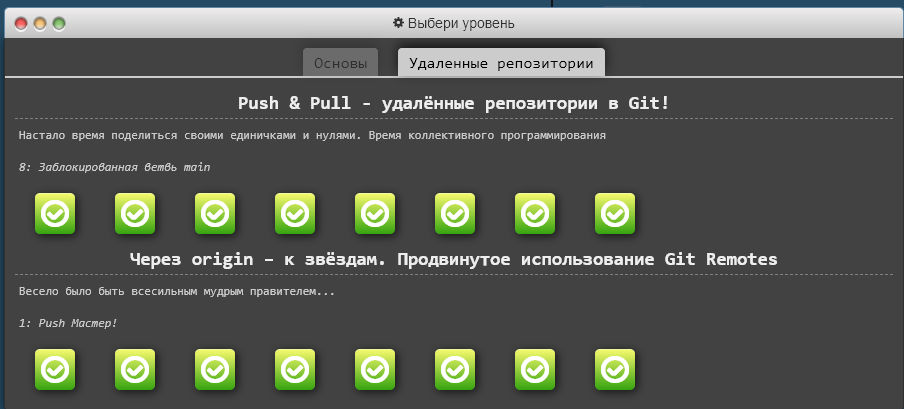 Выбери уровень
Основы
Удаленные репозитории
Push & Pull - удалённые репозитории в Git!
Настало время поделиться своими единичками и нулями. Время коллективного программирования
8: Заблокированная ветвь main
Через origin – к звёздам. Продвинутое использование Git Remotes
Весело было быть всесильным мудрым правителем...
1: Push Мастер!